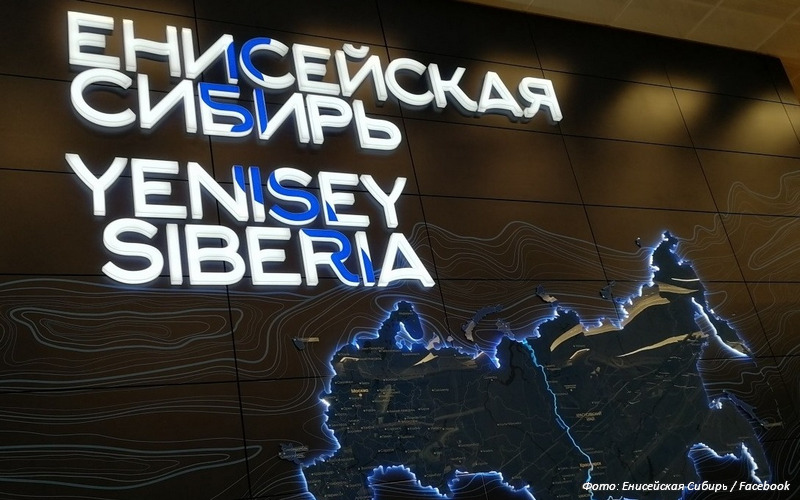 ЕНИСЕЙСКАЯ
СИБИРЬ
YENISEY
SIBERIA
Фото: Енисейская Сибирь / Facebook